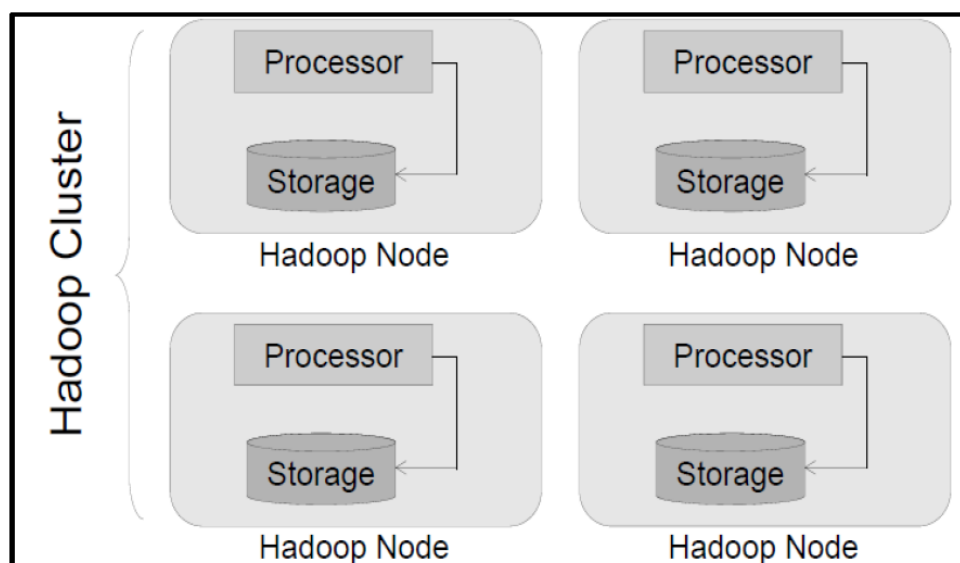 Hadoop Cluster
Processor
Storage
Hadoop Node
Processor
Storage
Hadoop Node
Processor
Storage
Hadoop Node
Processor
Storage
Hadoop Node